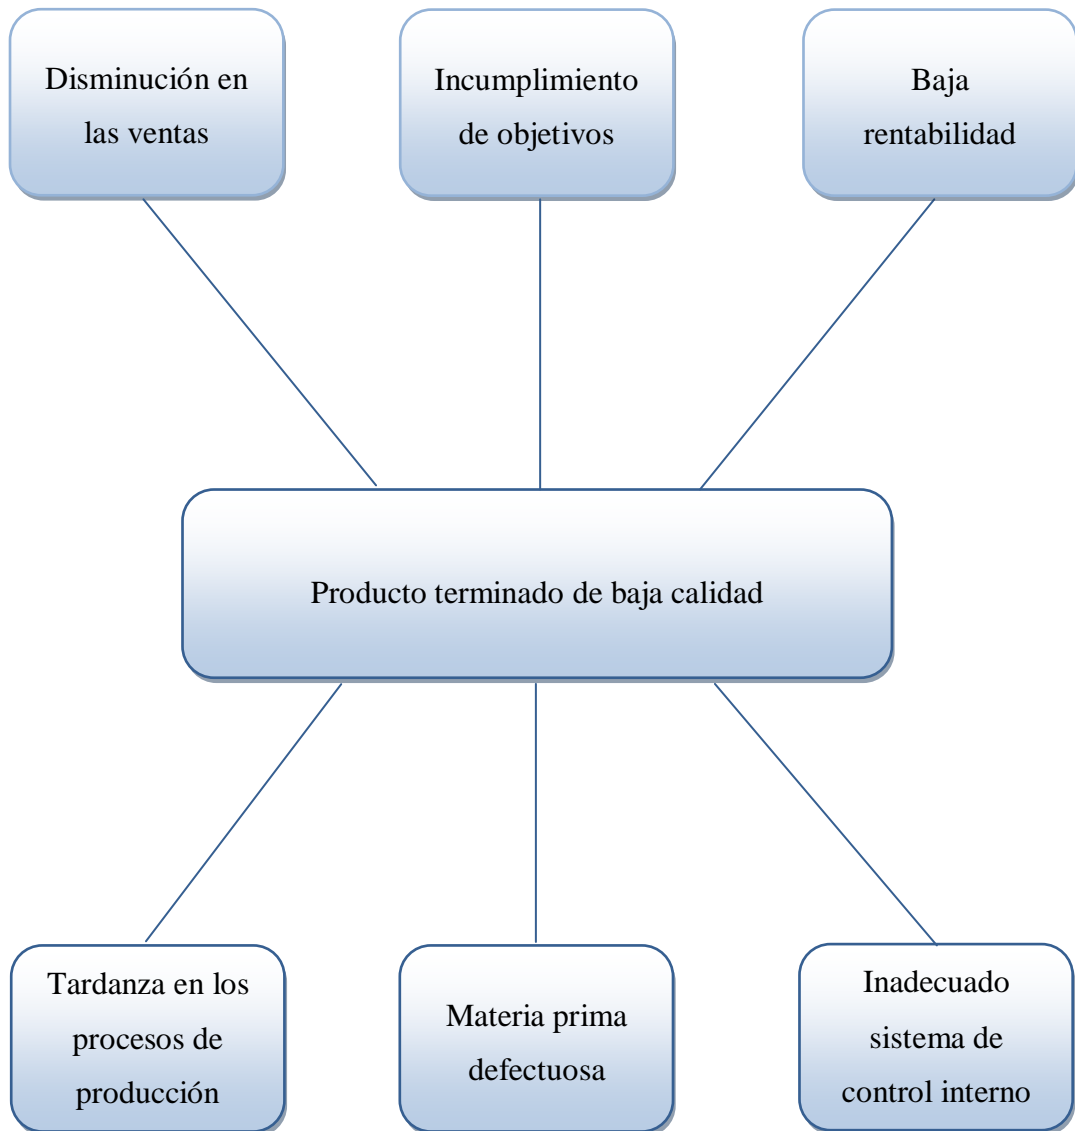 Disminución en
las ventas
Incumplimiento
de objetivos
Baja
rentabilidad
Producto terminado de baja calidad
Tardanza en los
procesos de
producción
Materia prima
defectuosa
Inadecuado
sistema de
control interno